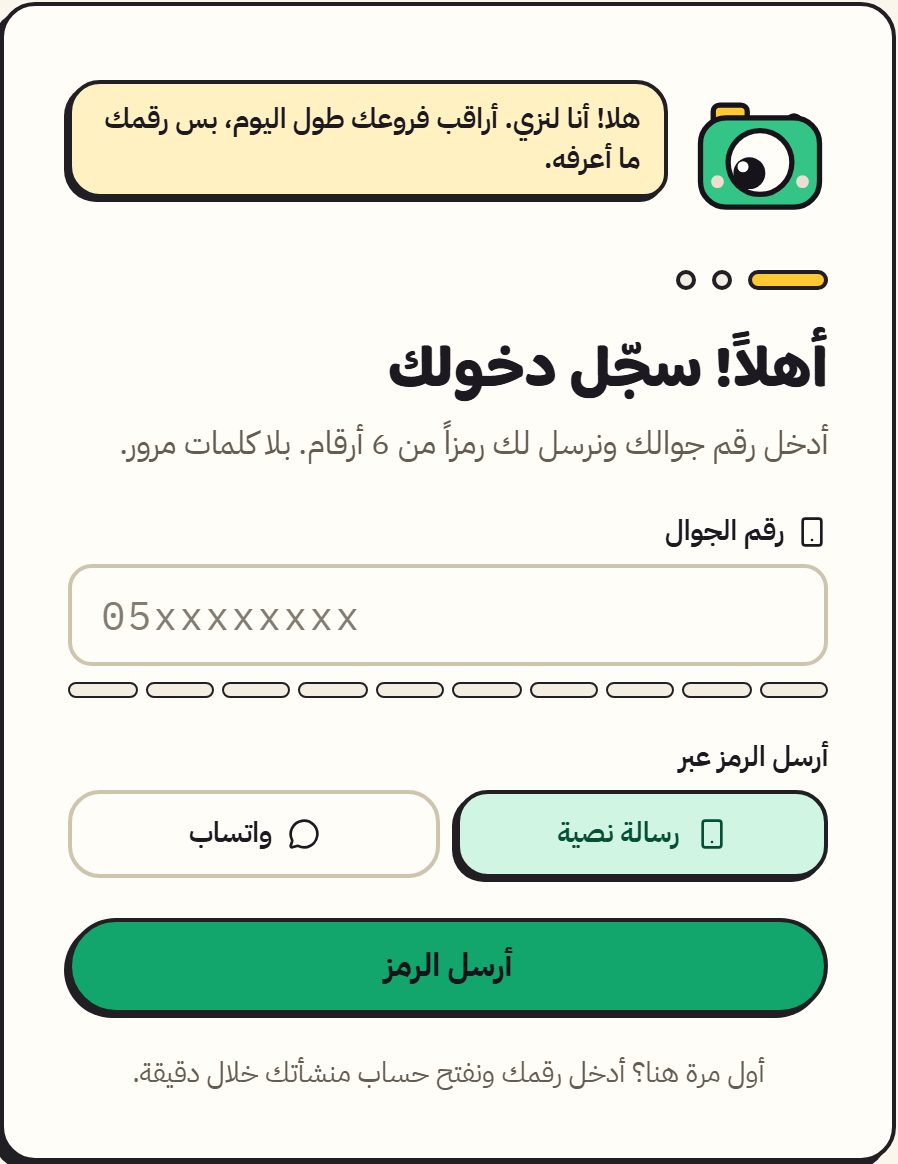 هلا! أنا لنزي. أراقب فروعك طول اليوم، بس رقمك
ما أعرفه.
أهلاً! سجّل دخولك
أدخل رقم جوالك ونرسل لك رمزاً من 6 أرقام. بلا كلمات مرور.
رقم الجوال
05xxxxxxxx
أرسل الرمز عبر
رسالة نصية
واتساب
أرسل الرمز
أول مرة هنا؟ أدخل رقمك ونفتح حساب منشأتك خلال دقيقة.